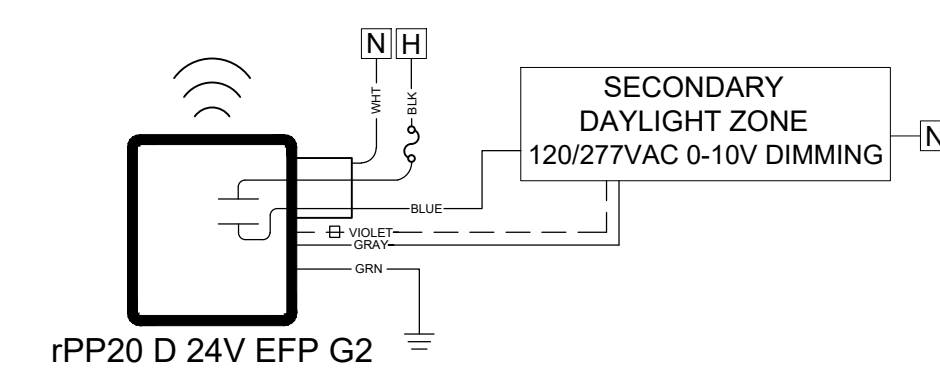 N H
WHT
BLK
SECONDARY
DAYLIGHT ZONE
120/277VAC 0-10V DIMMING
N
BLUE
VIOLET
GRAY
GRN
rPP20 D 24V EFP G2